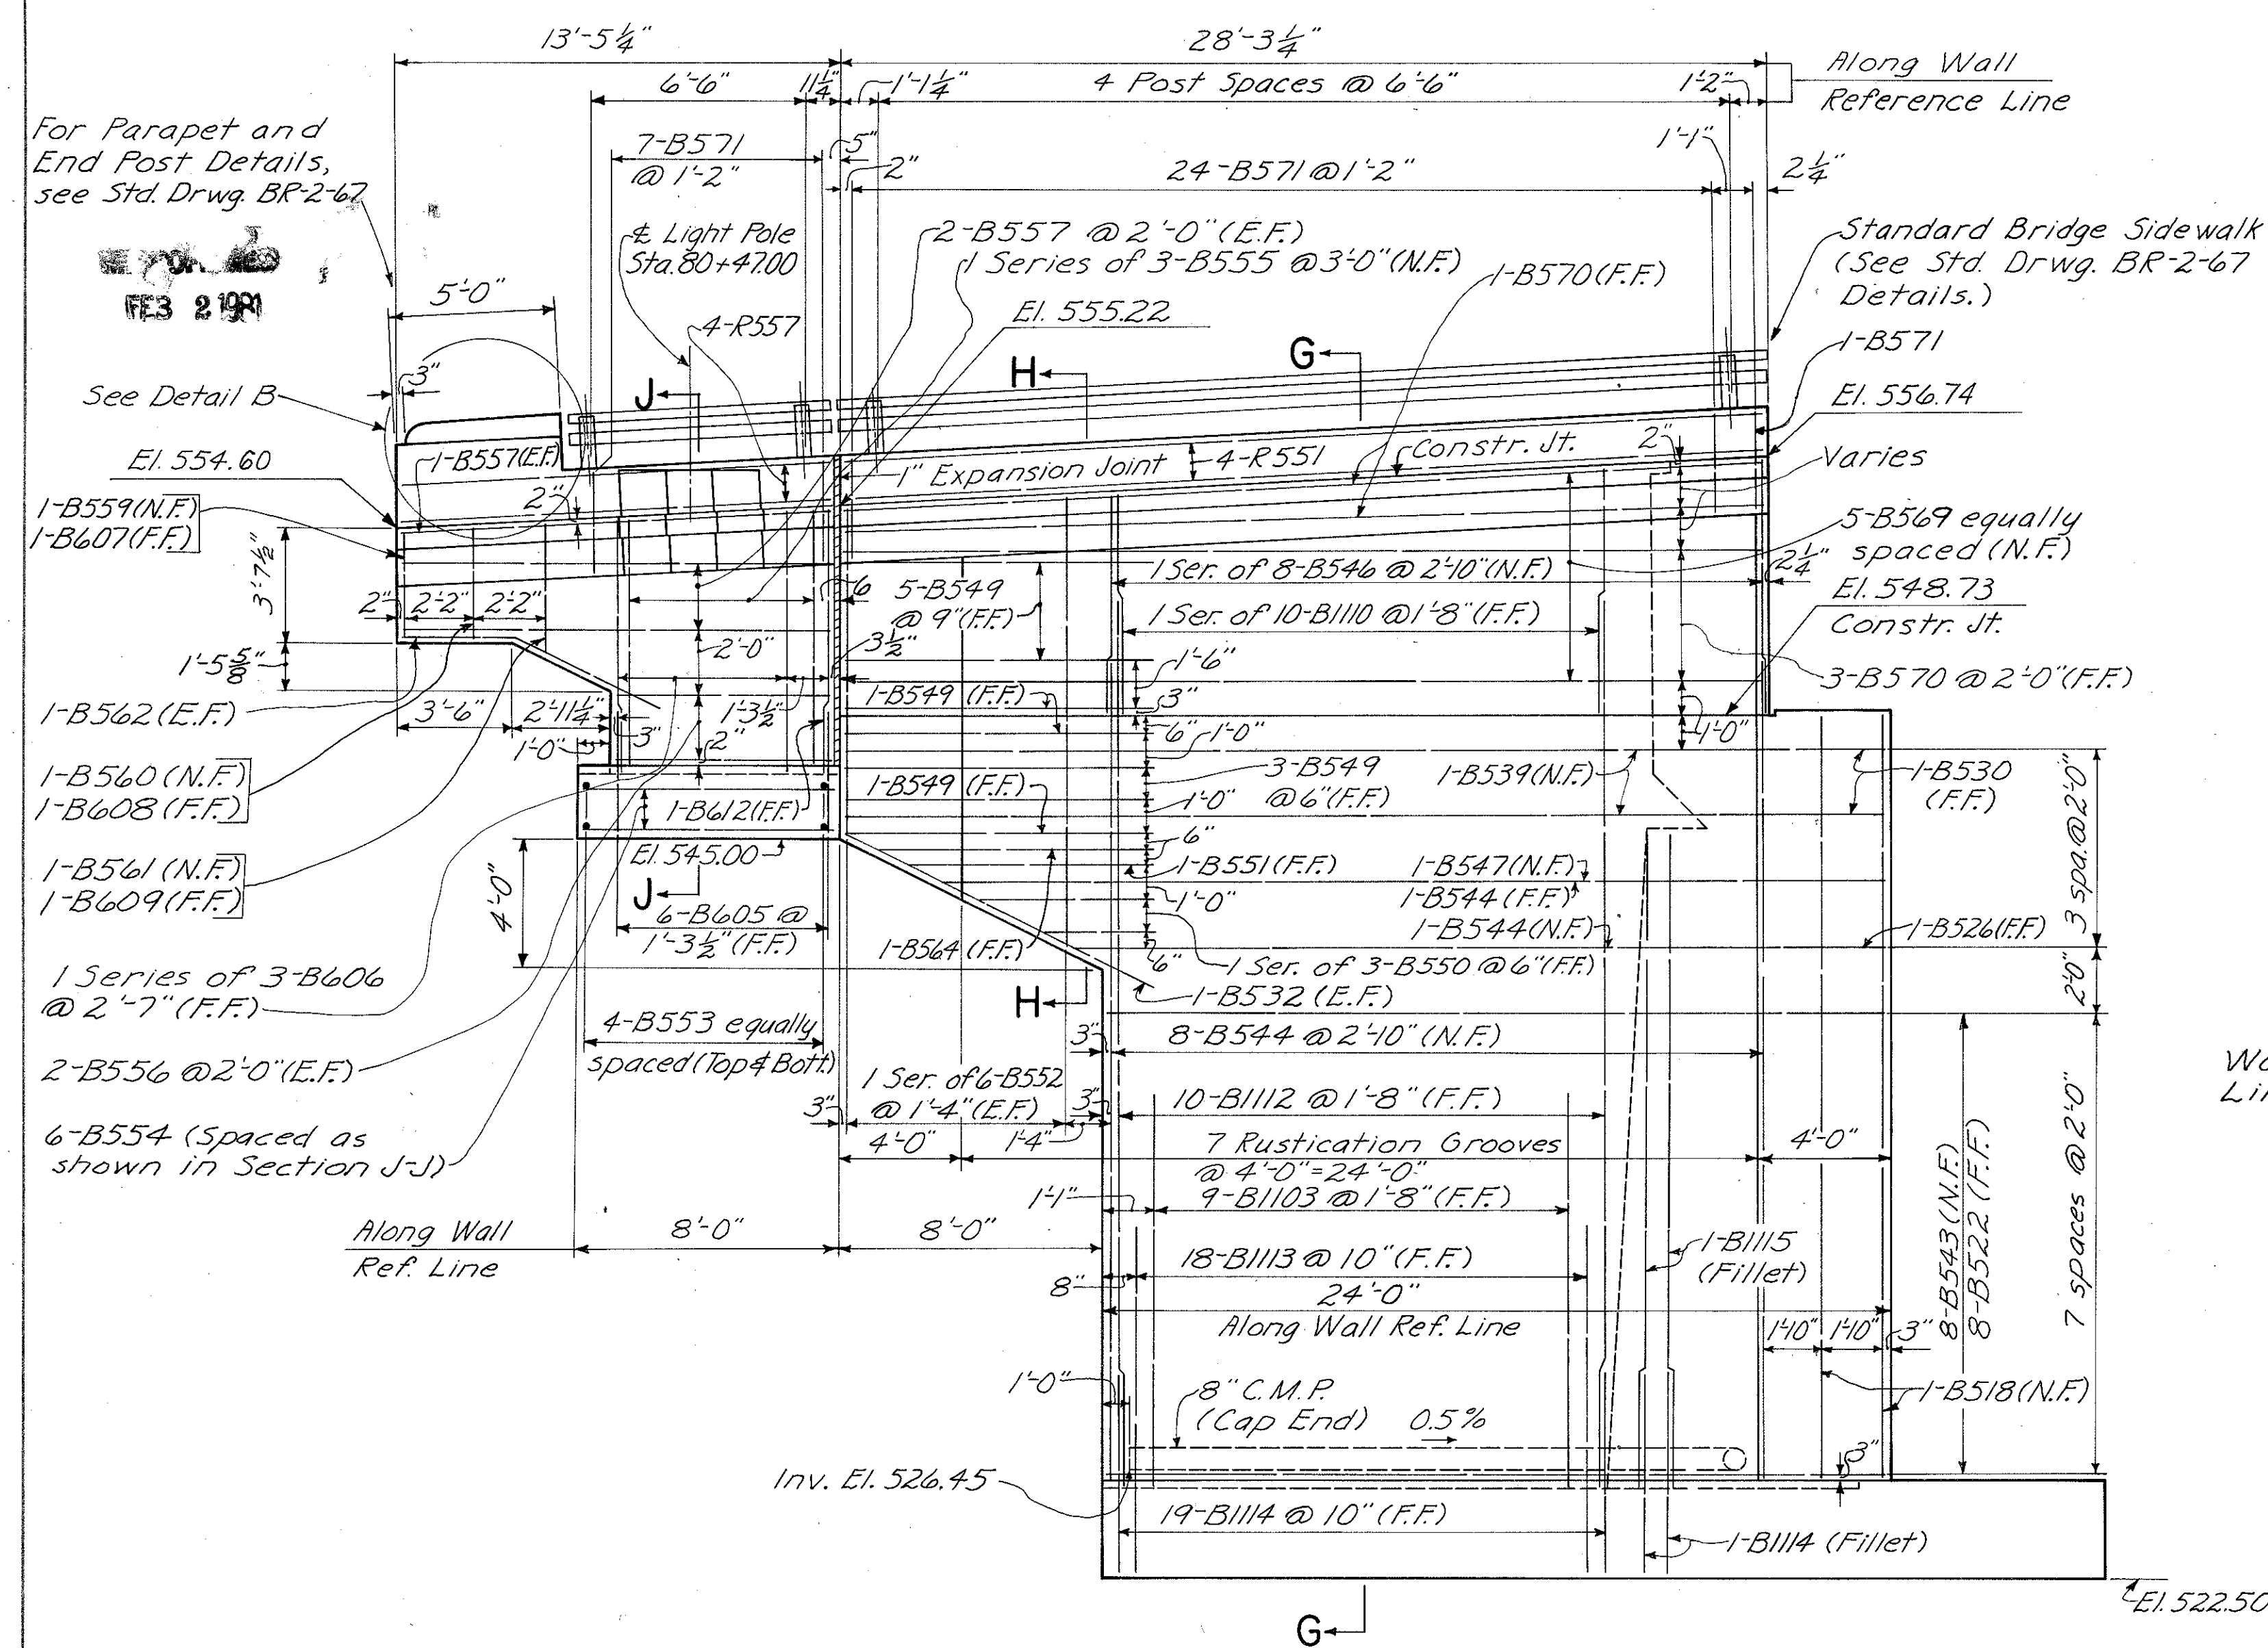 13'-5 1/4"
28'-3 1/4"
Along Wall
Reference Line
6'-6"
11 1/4"
1'-1 1/4"
4 Post Spaces @ 6'-6"
1'-2"
For Parapet and
End Post Details,
see Std. Drwg. BR-2-67
7-B571
@ 1'-2"
5"
2"
24-B571 @ 1'-2"
1'-1"
2 1/4"
℄ Light Pole
Sta. 80+47.00
2-B557 @ 2'-0" (E.F.)
1 Series of 3-B555 @ 3'-0" (N.F.)
1-B570 (F.F.)
Standard Bridge Sidewalk
(See Std. Drwg. BR-2-67
Details.)
5'-0"
4-R557
El. 555.22
1-B571
H
G
J
3"
See Detail B
El. 556.74
El. 554.60
1-B557 (E.F.)
1" Expansion Joint
4-R551
Constr. Jt.
2"
Varies
1-B559 (N.F.)
1-B607 (F.F.)
2"
5-B569 equally
spaced (N.F.)
3'-7 1/2"
2"
2'-2"
2'-2"
6
5-B549
@ 9" (F.F.)
1 Ser. of 8-B546 @ 2'-10" (N.F.)
2 1/4"
El. 548.73
Constr. Jt.
1 Ser. of 10-B1110 @ 1'-8" (F.F.)
1'-5 5/8"
2'-0"
3 1/2"
1'-6"
3"
3-B570 @ 2'-0" (F.F.)
1-B562 (E.F.)
3'-6"
2'-11 1/4"
3"
1'-0"
1'-3 1/2"
2"
1-B549 (F.F.)
6"
1'-0"
1'-0"
1-B560 (N.F.)
1-B608 (F.F.)
1-B612 (F.F.)
1-B549 (F.F.)
3-B549
@ 6" (F.F.)
1'-0"
1-B539 (N.F.)
1-B530
(F.F.)
3 spa. @ 2'-0"
El. 545.00
6"
1-B561 (N.F.)
1-B609 (F.F.)
4'-0"
J
1-B551 (F.F.)
1-B547 (N.F.)
1-B544 (F.F.)
1'-0"
6-B605 @
1'-3 1/2" (F.F.)
1-B564 (F.F.)
1-B544 (N.F.)
1-B526 (F.F.)
6"
1 Ser. of 3-B550 @ 6" (F.F.)
2'-0"
1 Series of 3-B606
@ 2'-7" (F.F.)
H
1-B532 (E.F.)
4-B553 equally
spaced (Top & Bott.)
3"
8-B544 @ 2'-10" (N.F.)
2-B556 @ 2'-0" (E.F.)
1 Ser. of 6-B552
@ 1'-4" (E.F.)
3"
3"
10-B1112 @ 1'-8" (F.F.)
6-B554 (Spaced as
shown in Section J-J)
4'-0"
1'-4"
7 Rustication Grooves
@ 4'-0" = 24'-0"
4'-0"
1'-1"
9-B1103 @ 1'-8" (F.F.)
8-B543 (N.F.)
8-B522 (F.F.)
7 spaces @ 2'-0"
Along Wall
Ref. Line
8'-0"
8'-0"
18-B1113 @ 10" (F.F.)
1-B1115
(Fillet)
8"
24'-0"
Along Wall Ref. Line
1'-10"
1'-10"
3"
1'-0"
8" C.M.P.
(Cap End)
0.5%
1-B518 (N.F.)
Inv. El. 526.45
3"
19-B1114 @ 10" (F.F.)
1-B1114 (Fillet)
G
El. 522.50